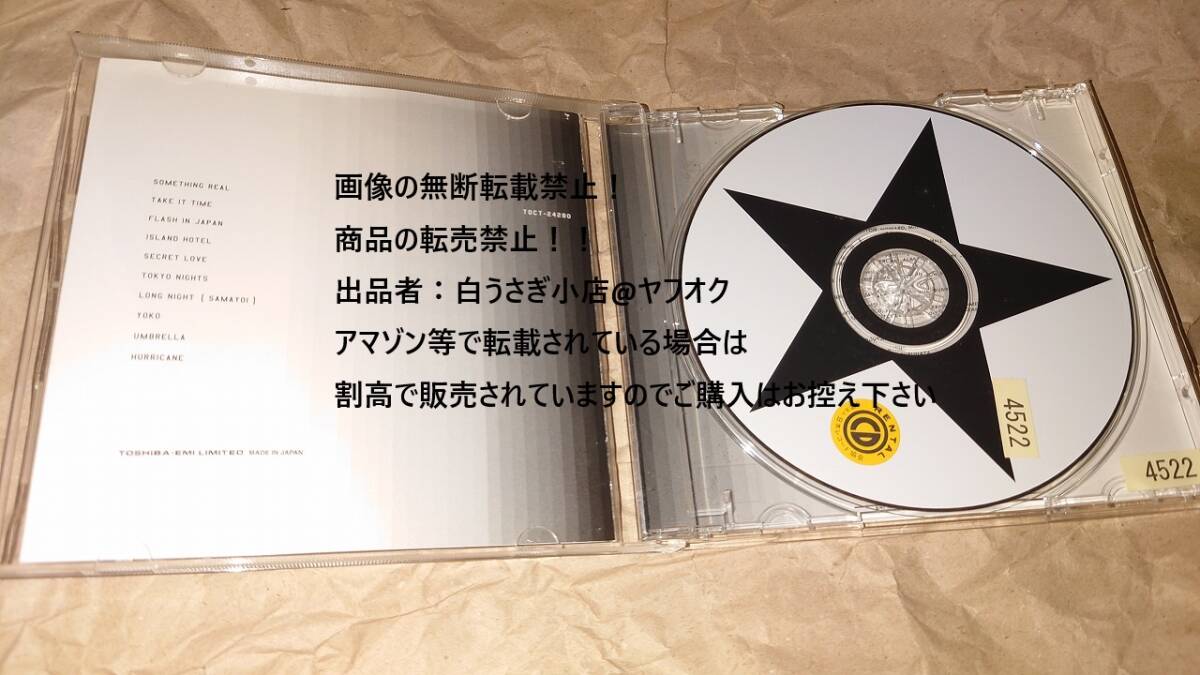 SOMETHING REAL
TAKE IT TIME
FLASH IN JAPAN
ISLAND HOTEL
SECRET LOVE
TOKYO NIGHTS
LONG NIGHT [ SAMAYOI ]
YOKO
UMBRELLA
HURRICANE
TOSHIBA-EMI LIMITED MADE IN JAPAN
TOCT-24280
画像の無断転載禁止！
商品の転売禁止！！
出品者：白うさぎ小店@ヤフオク
アマゾン等で転載されている場合は
割高で販売されていますのでご購入はお控え下さい
RENTAL
CD
4522
4522